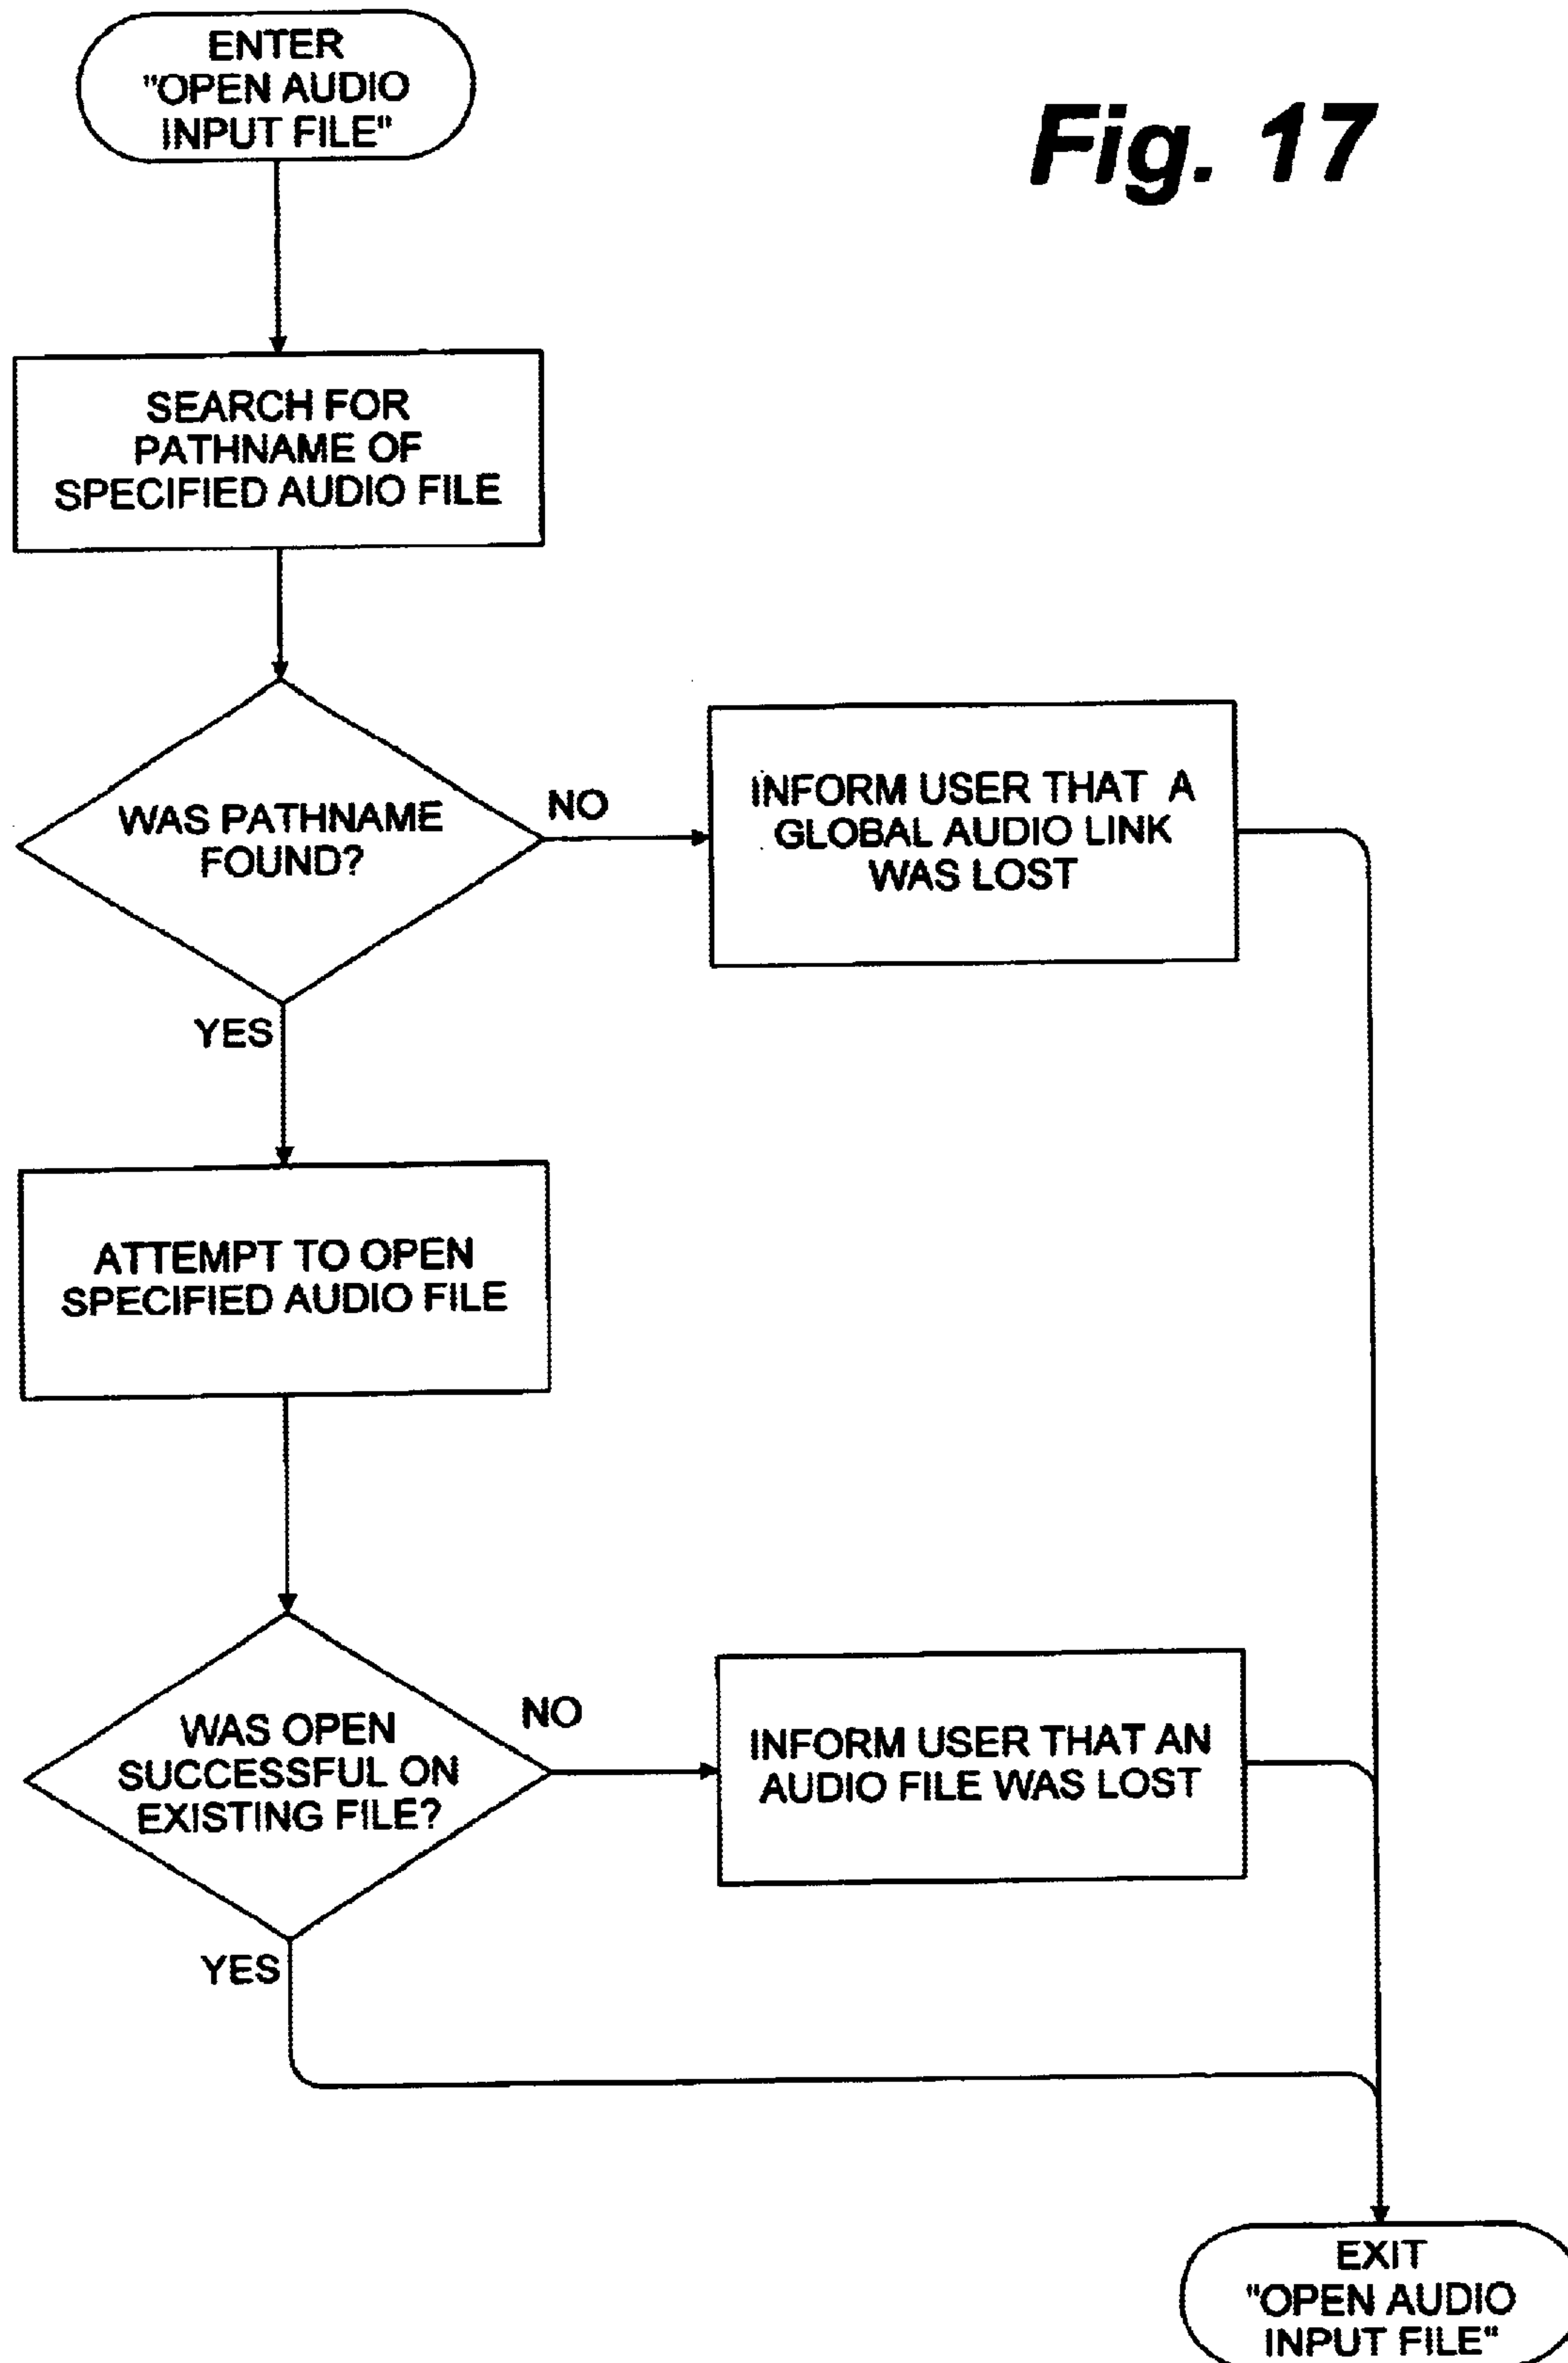 ENTER
"OPEN AUDIO
INPUT FILE"
Fig. 17
SEARCH FOR
PATHNAME OF
SPECIFIED AUDIO FILE
WAS PATHNAME
FOUND?
NO
INFORM USER THAT A
GLOBAL AUDIO LINK
WAS LOST
YES
ATTEMPT TO OPEN
SPECIFIED AUDIO FILE
WAS OPEN
SUCCESSFUL ON
EXISTING FILE?
NO
INFORM USER THAT AN
AUDIO FILE WAS LOST
YES
EXIT
"OPEN AUDIO
INPUT FILE"